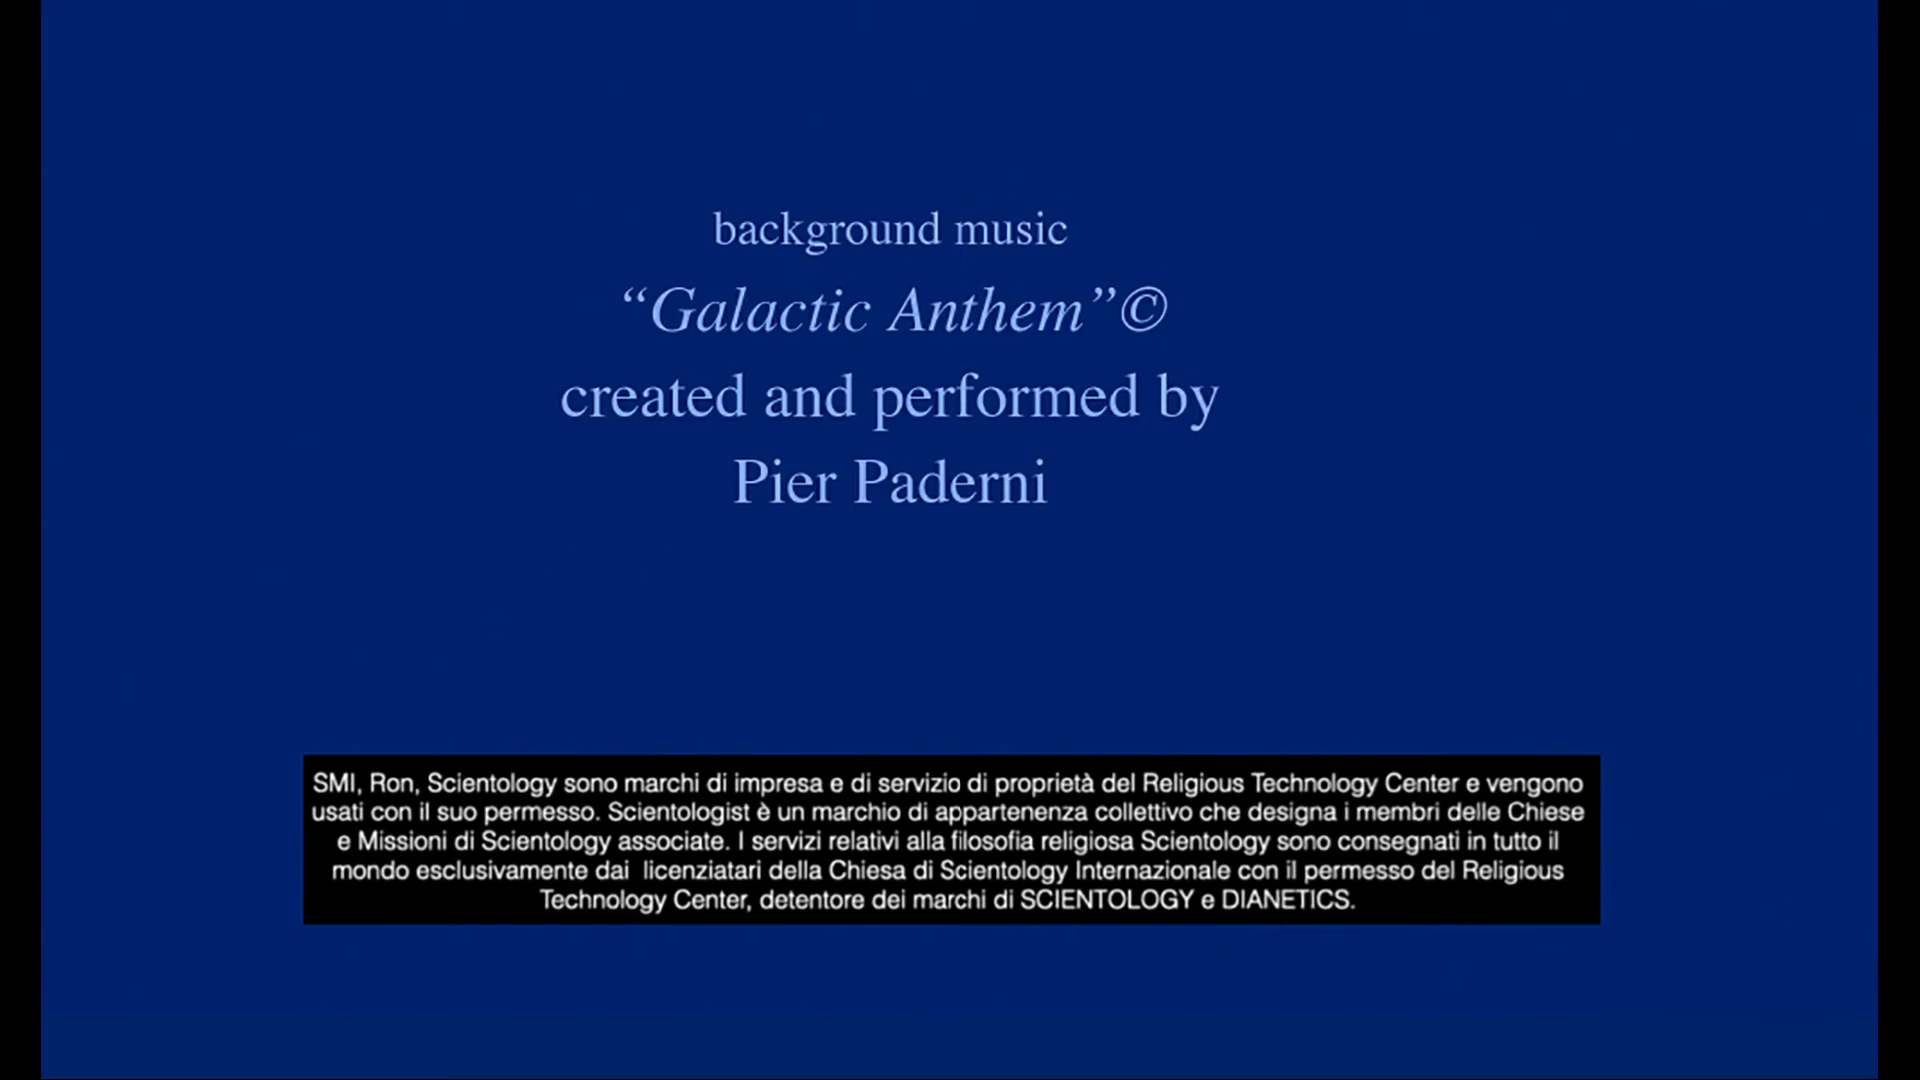 background music
“Galactic Anthem”©
created and performed by
Pier Paderni
SMI, Ron, Scientology sono marchi di impresa e di servizio di proprietà del Religious Technology Center e vengono
usati con il suo permesso. Scientologist è un marchio di appartenenza collettivo che designa i membri delle Chiese
e Missioni di Scientology associate. I servizi relativi alla filosofia religiosa Scientology sono consegnati in tutto il
mondo esclusivamente dai  licenziatari della Chiesa di Scientology Internazionale con il permesso del Religious
Technology Center, detentore dei marchi di SCIENTOLOGY e DIANETICS.